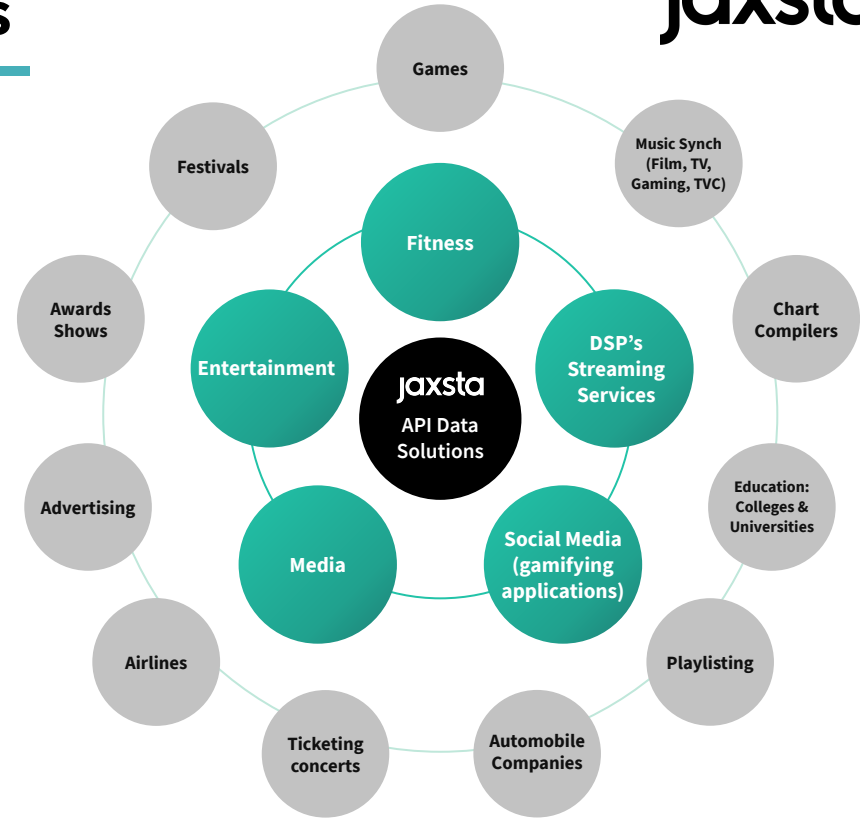 s
jaxsta
Games
Festivals
Music Synch
(Film, TV,
Gaming, TVC)
Fitness
Awards
Shows
Chart
Compilers
Entertainment
DSP's
Streaming
Services
jaxsta
API Data
Solutions
Advertising
Education:
Colleges &
Universities
Media
Social Media
(gamifying
applications)
Airlines
Playlisting
Ticketing
concerts
Automobile
Companies